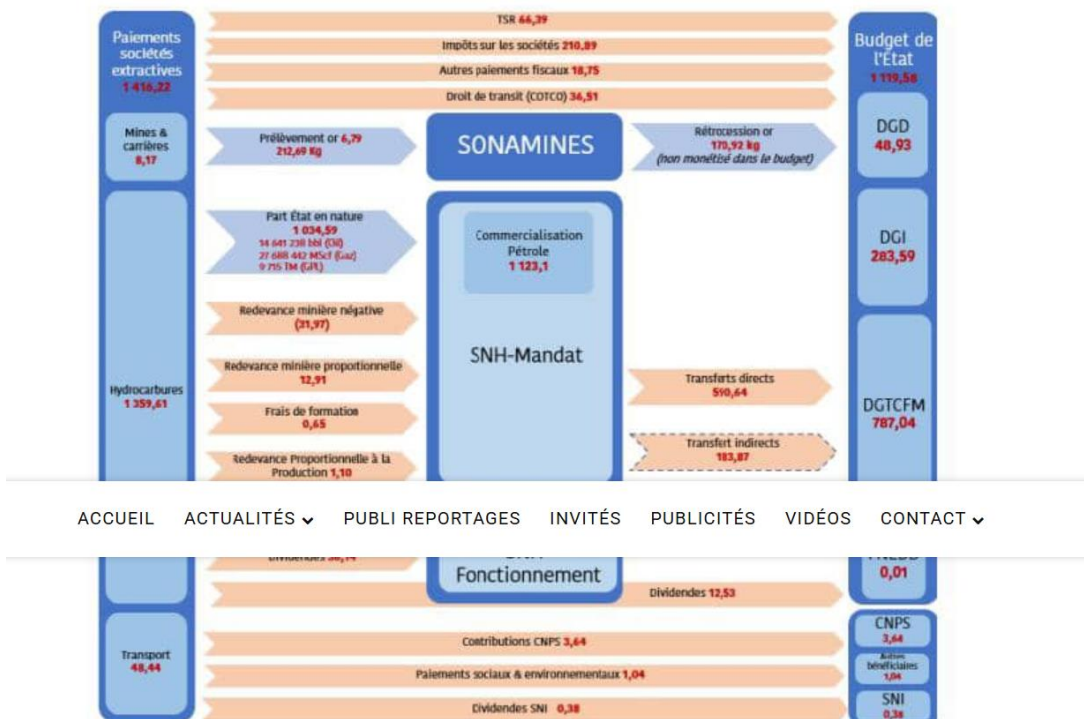 TSR 66,39
Impôts sur les sociétés 210,89
Autres paiements fiscaux 18,75
Droit de transit (COTCO) 36,51
Paiements
sociétés
extractives
1 416,22
Budget de
l'État
1 119,58
Mines &
carrières
8,17
Prélèvement or 6,79
212,69 Kg
SONAMINES
Rétrocession or
170,92 kg
(non monétisé dans le budget)
DGD
48,93
Hydrocarbures
1 359,61
Part État en nature
1 034,59
14 641 238 bbl (Oil)
27 688 442 MScf (Gaz)
9 715 TM (GPL)
Commercialisation
Pétrole
1 123,1
DGI
283,59
Redevance minière négative
(31,97)
Redevance minière proportionnelle
12,91
Frais de formation
0,65
Redevance Proportionnelle à la
Production 1,10
SNH-Mandat
Transferts directs
510,64
Transfert indirects
183,87
DGTCFM
787,04
ACCUEIL ACTUALITÉS PUBLI REPORTAGES INVITÉS PUBLICITÉS VIDÉOS CONTACT
Dividendes
Fonctionnement
0,01
Dividendes 12,53
Transport
48,44
Contributions CNPS 3,64
Paiements sociaux & environnementaux 1,04
Dividendes SNI 0,38
CNPS
3,64
Autres
bénéficiaires
1,04
SNI
0,38